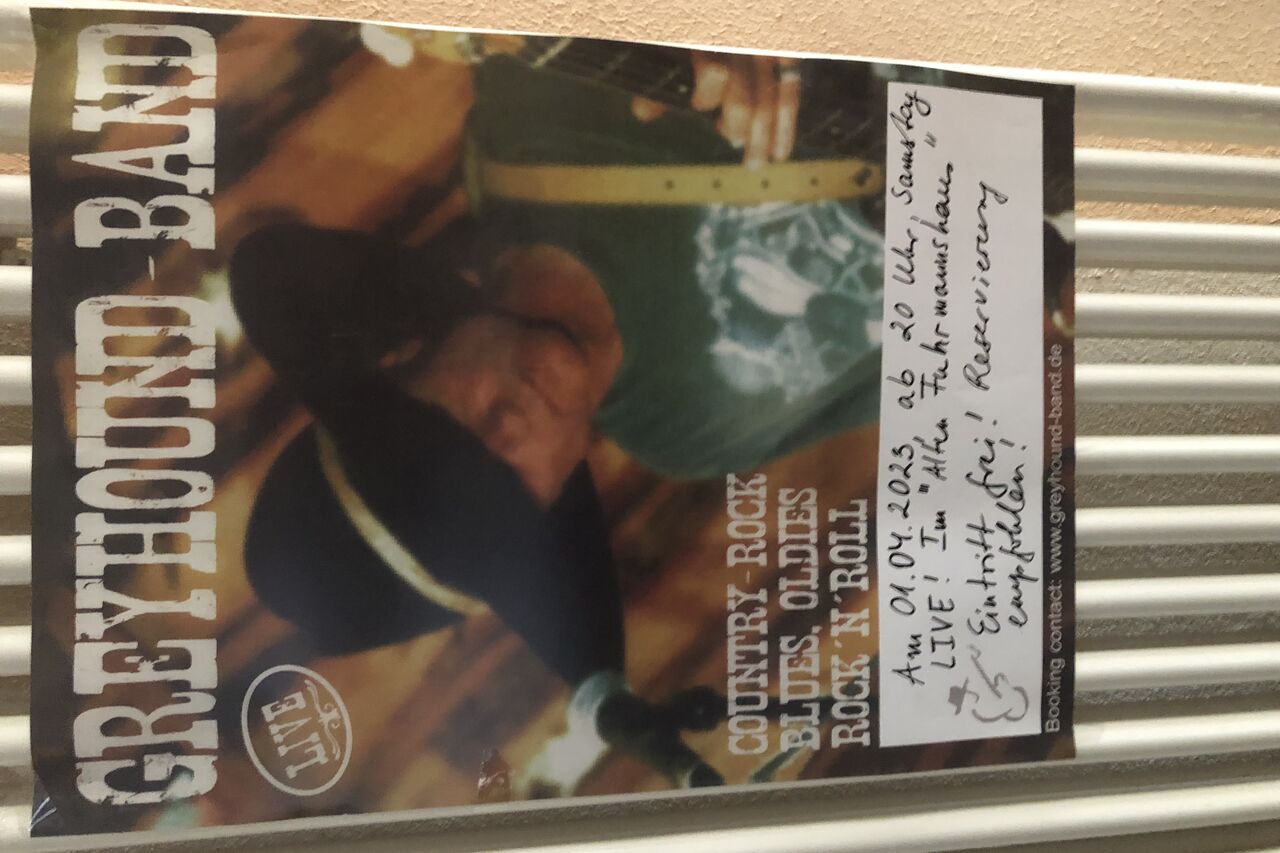 GREYHOUND-BAND
LIVE
COUNTRY-ROCK
BLUES, OLDIES
ROCK´N´ROLL
Am 01.04.2023 ab 20 Uhr, Samstag
LIVE! Im "Alten Fuhrmannshaus"
Eintritt frei! Reservierung
empfohlen!
Booking contact: www.greyhound-band.de